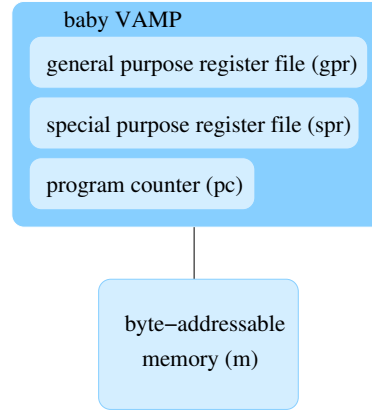 baby VAMP
general purpose register file (gpr)
special purpose register file (spr)
program counter (pc)
byte−addressable
memory (m)